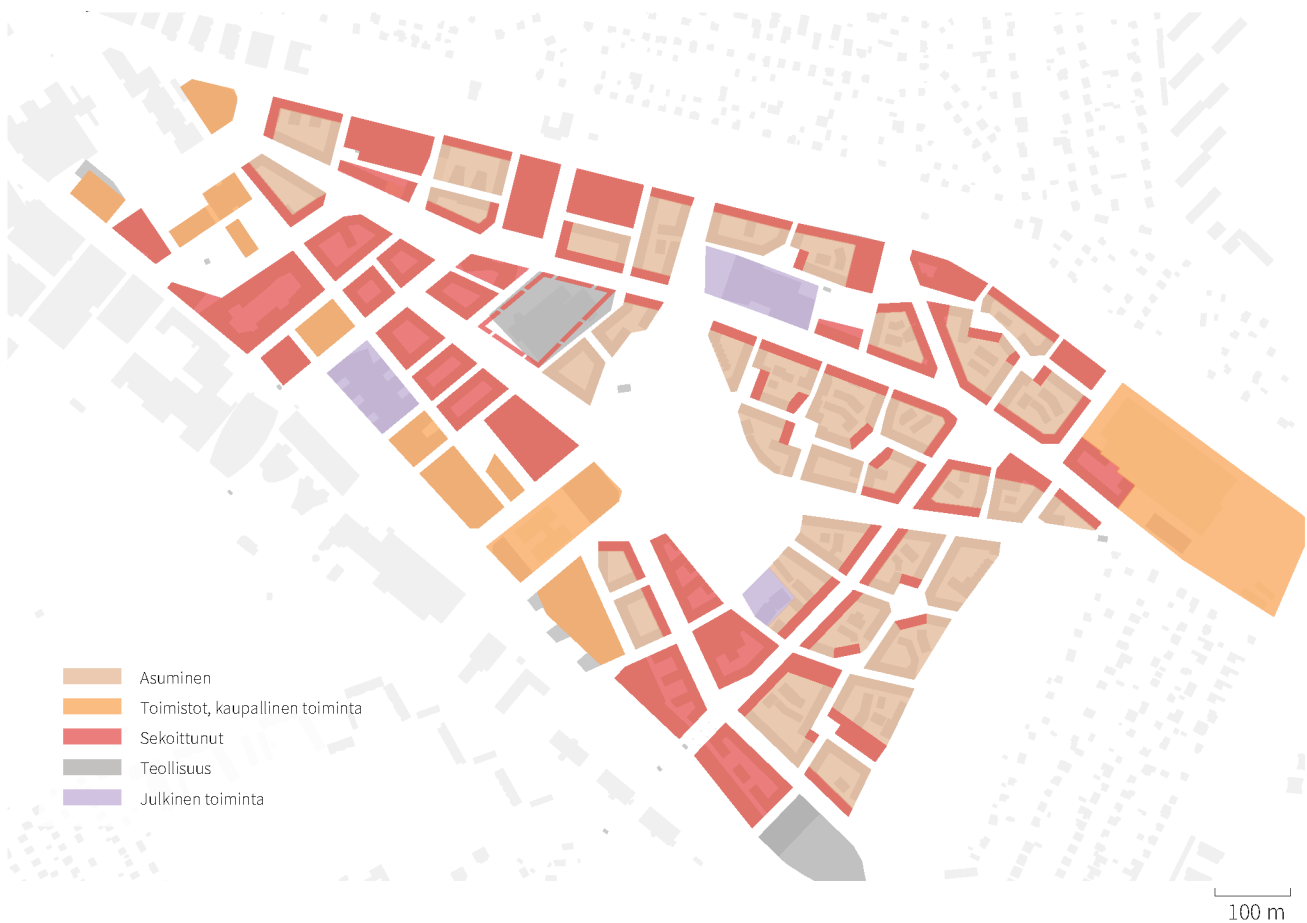 Asuminen
Toimistot, kaupallinen toiminta
Sekoittunut
Teollisuus
Julkinen toiminta
100 m